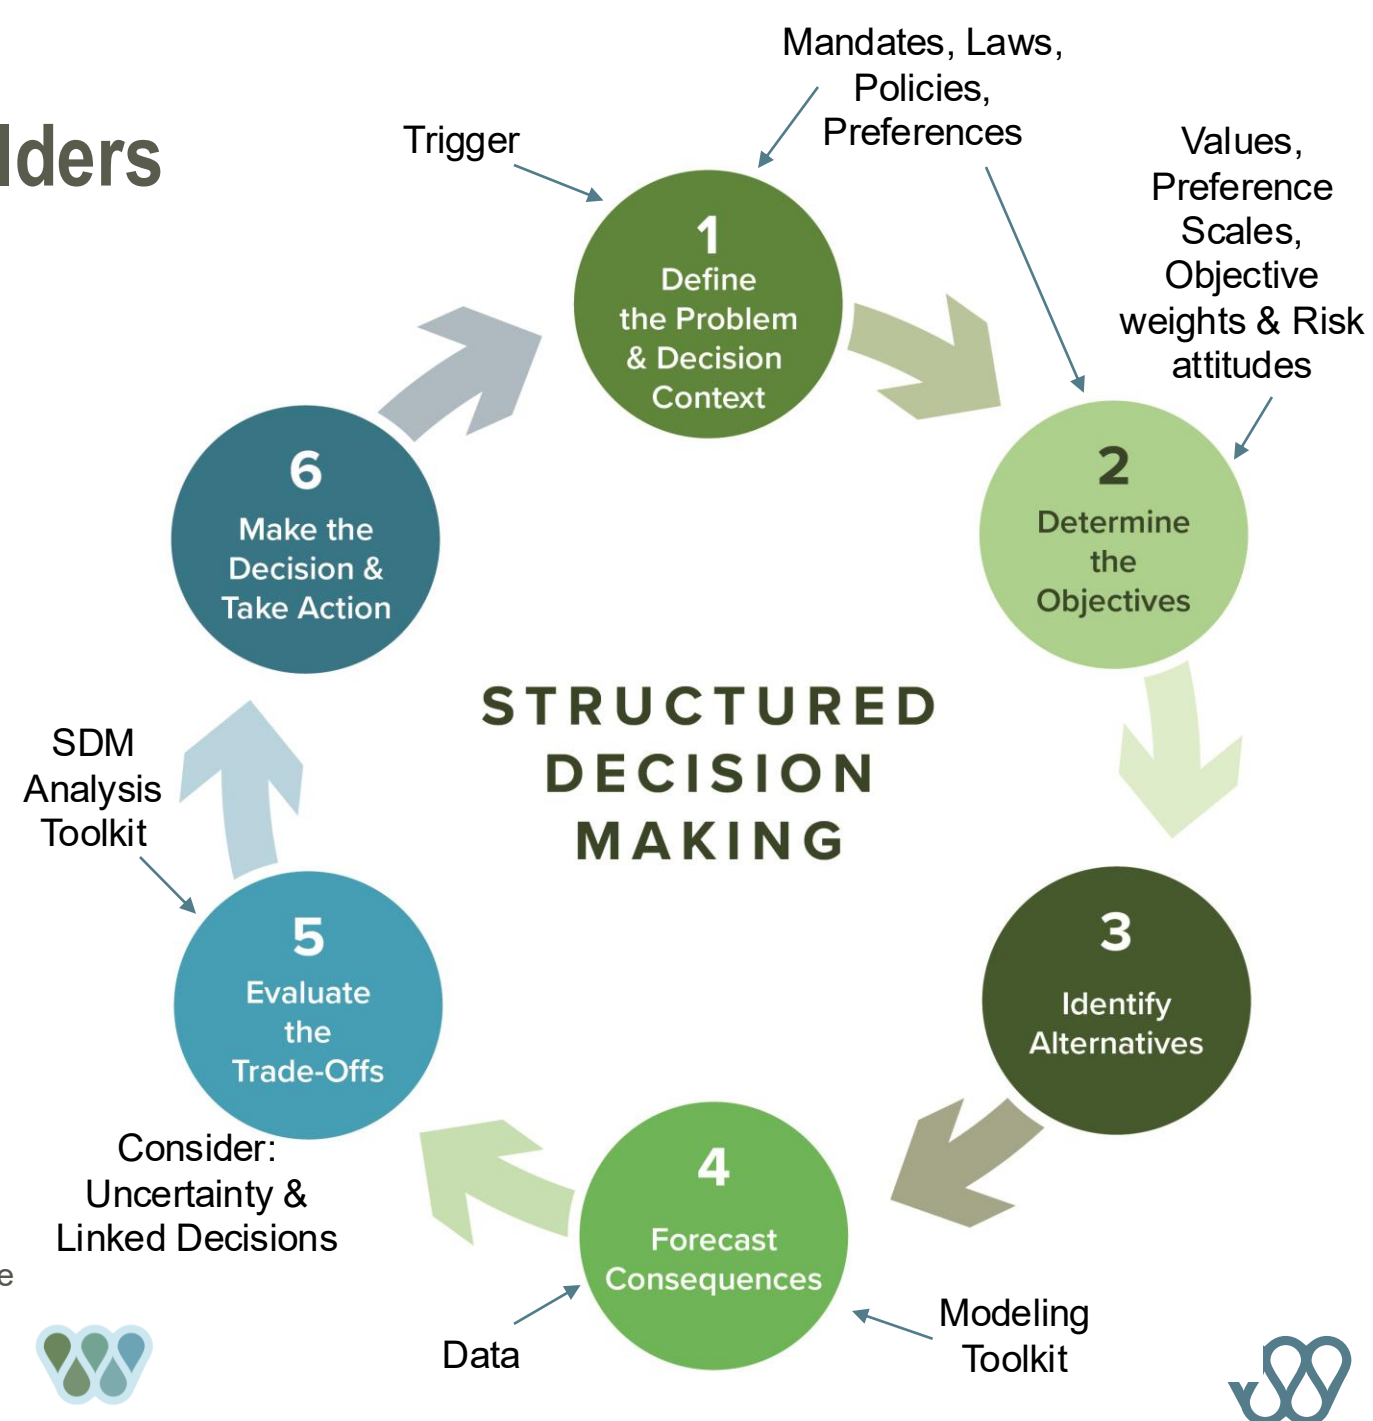 Mandates, Laws,
Policies,
Preferences
Trigger
lders
Values,
Preference
Scales,
Objective
weights & Risk
attitudes
1
Define
the Problem
& Decision
Context
2
Determine
the
Objectives
6
Make the
Decision &
Take Action
STRUCTURED
DECISION
MAKING
SDM
Analysis
Toolkit
3
Identify
Alternatives
5
Evaluate
the
Trade-Offs
Consider:
Uncertainty &
Linked Decisions
4
Forecast
Consequences
e
Data
Modeling
Toolkit